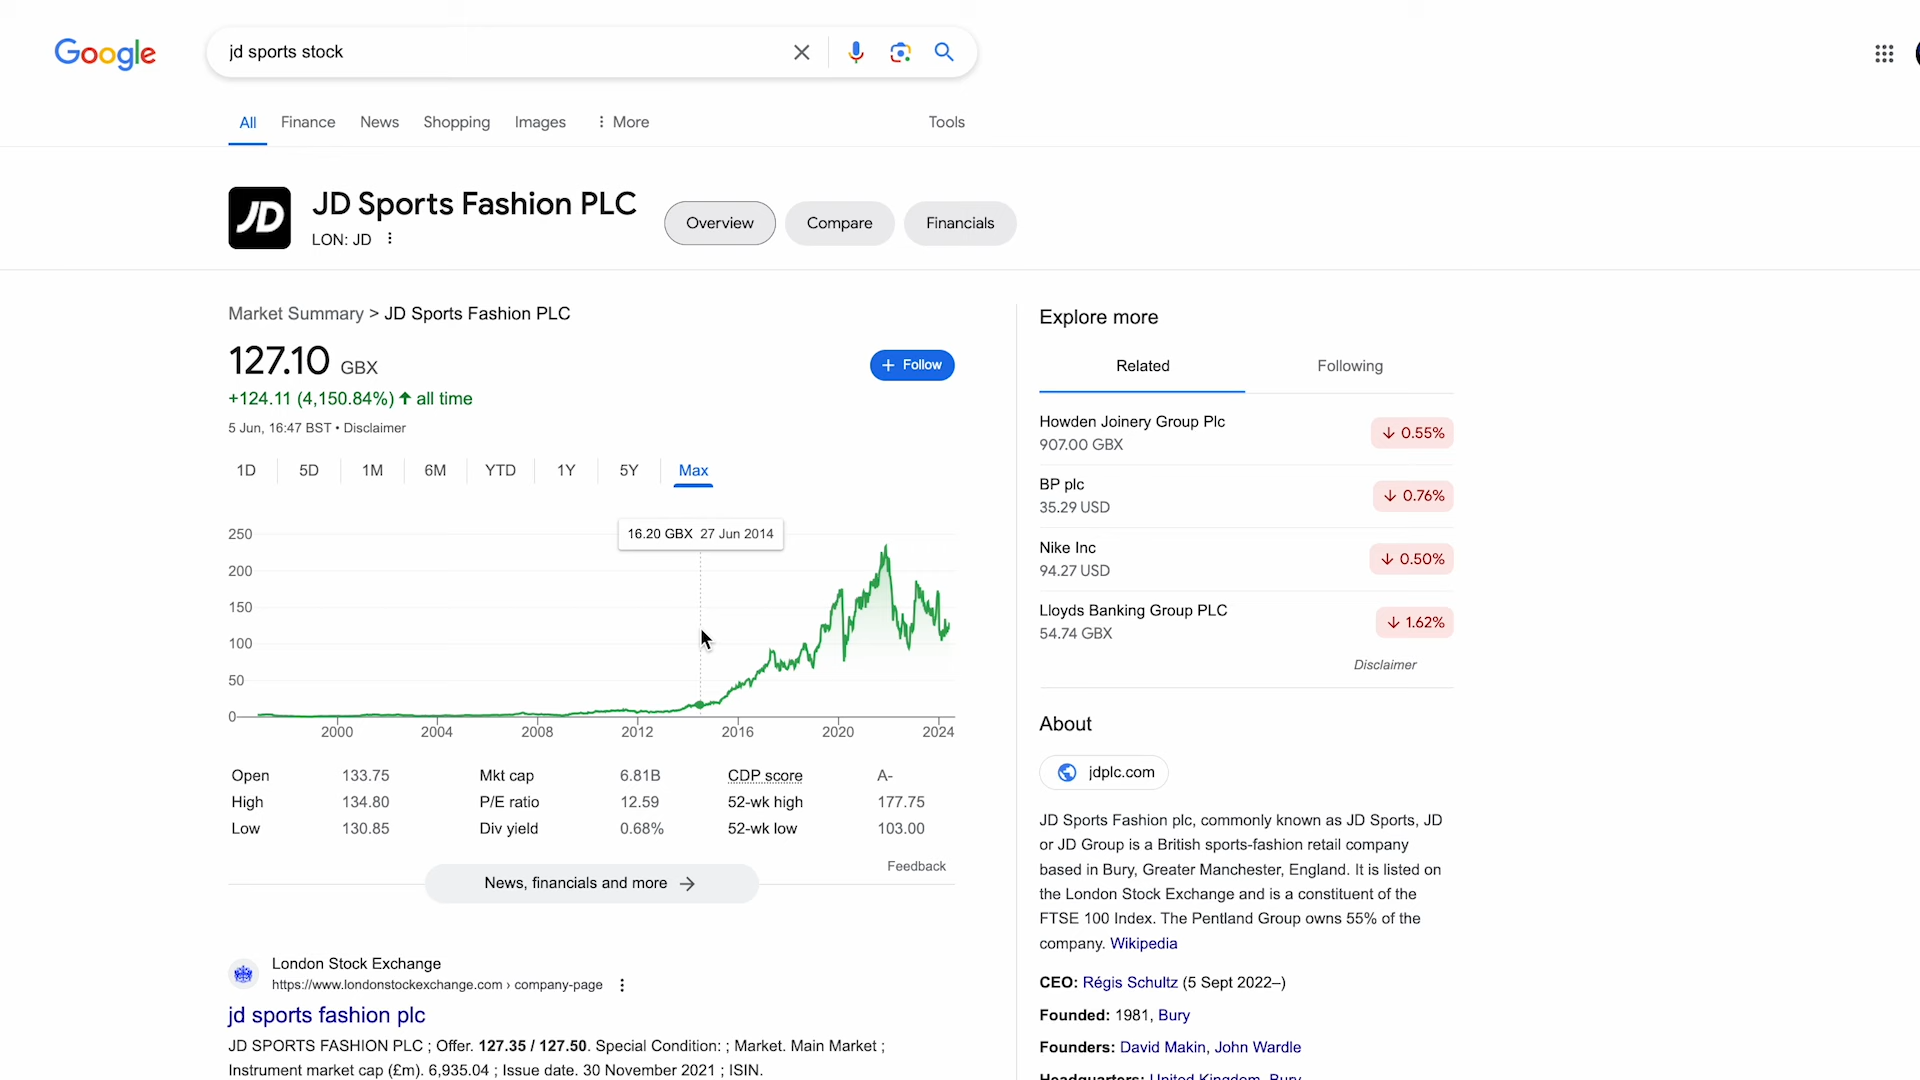 Google
jd sports stock
All Finance News Shopping Images More Tools
JD
JD Sports Fashion PLC
LON: JD
Overview Compare Financials
Market Summary > JD Sports Fashion PLC
127.10 GBX
+ Follow
+124.11 (4,150.84%) ↑ all time
5 Jun, 16:47 BST • Disclaimer
1D 5D 1M 6M YTD 1Y 5Y Max
16.20 GBX 27 Jun 2014
250
200
150
100
50
0
2000 2004 2008 2012 2016 2020 2024
Open 133.75 Mkt cap 6.81B CDP score A-
High 134.80 P/E ratio 12.59 52-wk high 177.75
Low 130.85 Div yield 0.68% 52-wk low 103.00
Feedback
News, financials and more →
London Stock Exchange
https://www.londonstockexchange.com › company-page
jd sports fashion plc
JD SPORTS FASHION PLC ; Offer. 127.35 / 127.50. Special Condition: ; Market. Main Market ;
Instrument market cap (£m). 6,935.04 ; Issue date. 30 November 2021 ; ISIN.
Explore more
Related Following
Howden Joinery Group Plc
907.00 GBX
↓ 0.55%
BP plc
35.29 USD
↓ 0.76%
Nike Inc
94.27 USD
↓ 0.50%
Lloyds Banking Group PLC
54.74 GBX
↓ 1.62%
Disclaimer
About
jdplc.com
JD Sports Fashion plc, commonly known as JD Sports, JD
or JD Group is a British sports-fashion retail company
based in Bury, Greater Manchester, England. It is listed on
the London Stock Exchange and is a constituent of the
FTSE 100 Index. The Pentland Group owns 55% of the
company. Wikipedia
CEO: Régis Schultz (5 Sept 2022–)
Founded: 1981, Bury
Founders: David Makin, John Wardle
Headquarters: United Kingdom, Bury